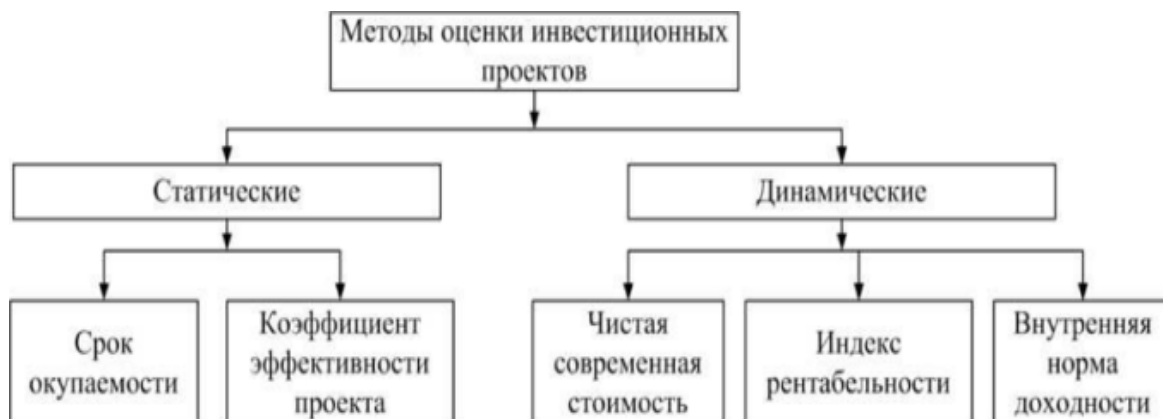 Методы оценки инвестиционных
проектов
Статические
Динамические
Срок
окупаемости
Коэффициент
эффективности
проекта
Чистая
современная
стоимость
Индекс
рентабельности
Внутренняя
норма
доходности